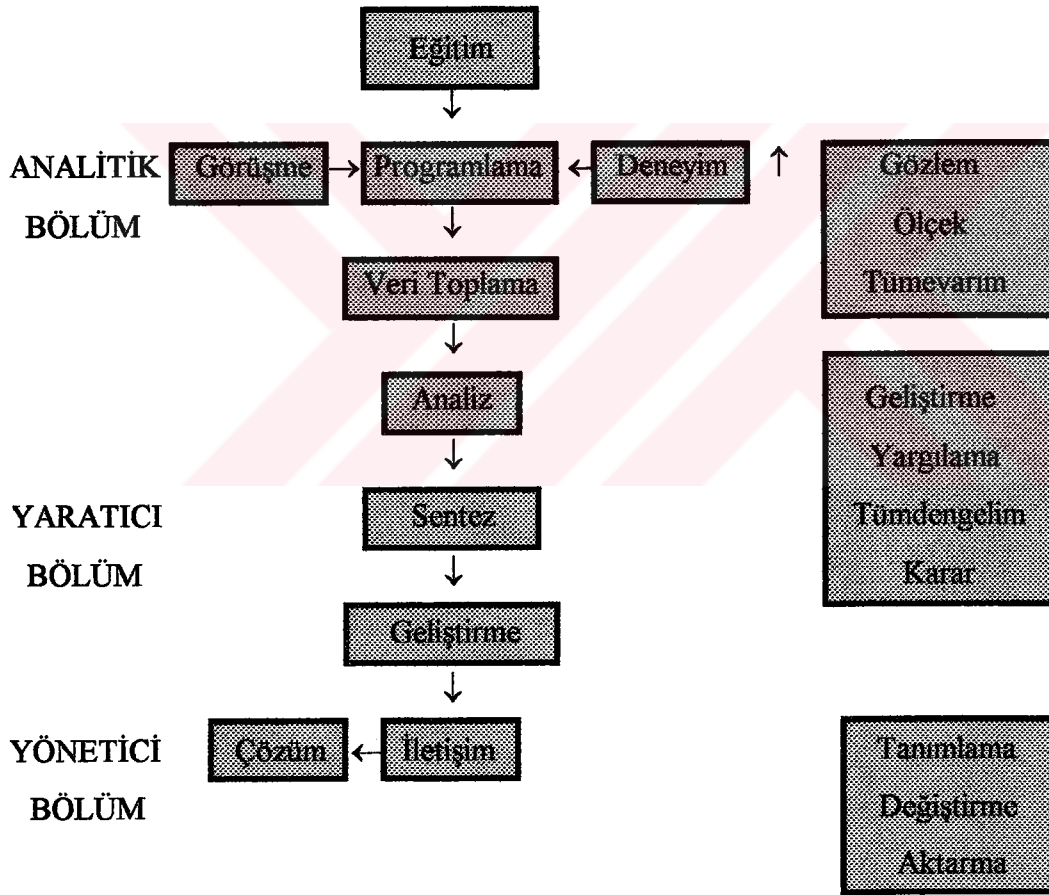 Eğitim
ANALİTİK
BÖLÜM
Görüşme
Programlama
Deneyim
Gözlem
Ölçek
Tümevarım
Veri Toplama
Analiz
Geliştirme
Yargılama
Tümdengelim
Karar
YARATICI
BÖLÜM
Sentez
Geliştirme
YÖNETİCİ
BÖLÜM
Çözüm
İletişim
Tanımlama
Değiştirme
Aktarma